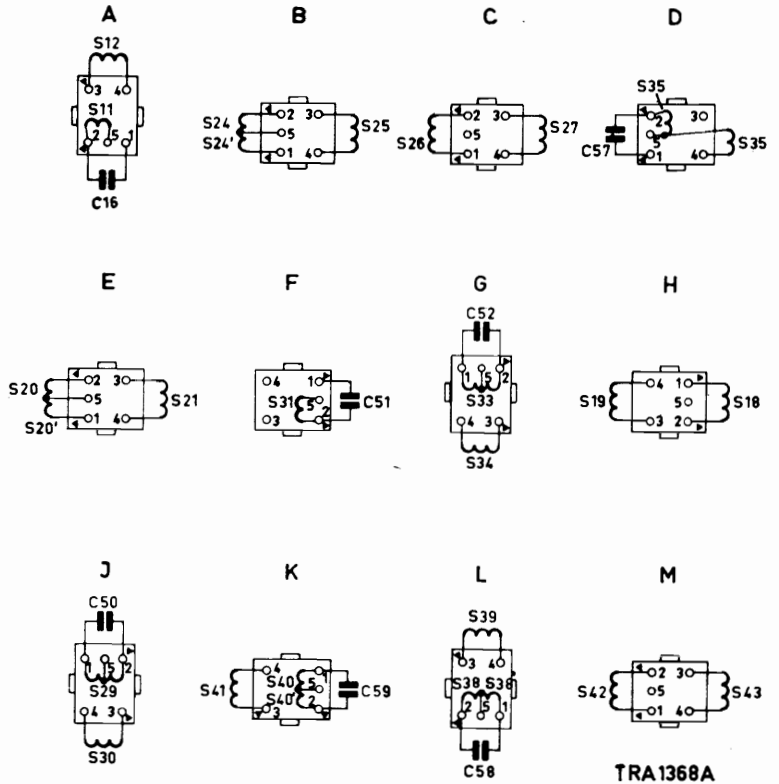 A B C D
S12
3 4
S11
2 5 1
C16
S24
S24'
2 3
5
1 4
S25
S26
2 3
5
1 4
S27
S35
C57
2 3
5
1 4
S35
E F G H
S20
S20'
2 3
5
1 4
S21
4 1
S31 5
3 2
C51
C52
1 5 2
S33
4 3
S34
S19
4 1
5
3 2
S18
J K L M
C50
1 5 2
S29
4 3
S30
S41
4 1
S40 5
S40' 2
3
C59
S39
3 4
S38 S38
2 5 1
C58
S42
2 3
5
1 4
S43
TRA1368A